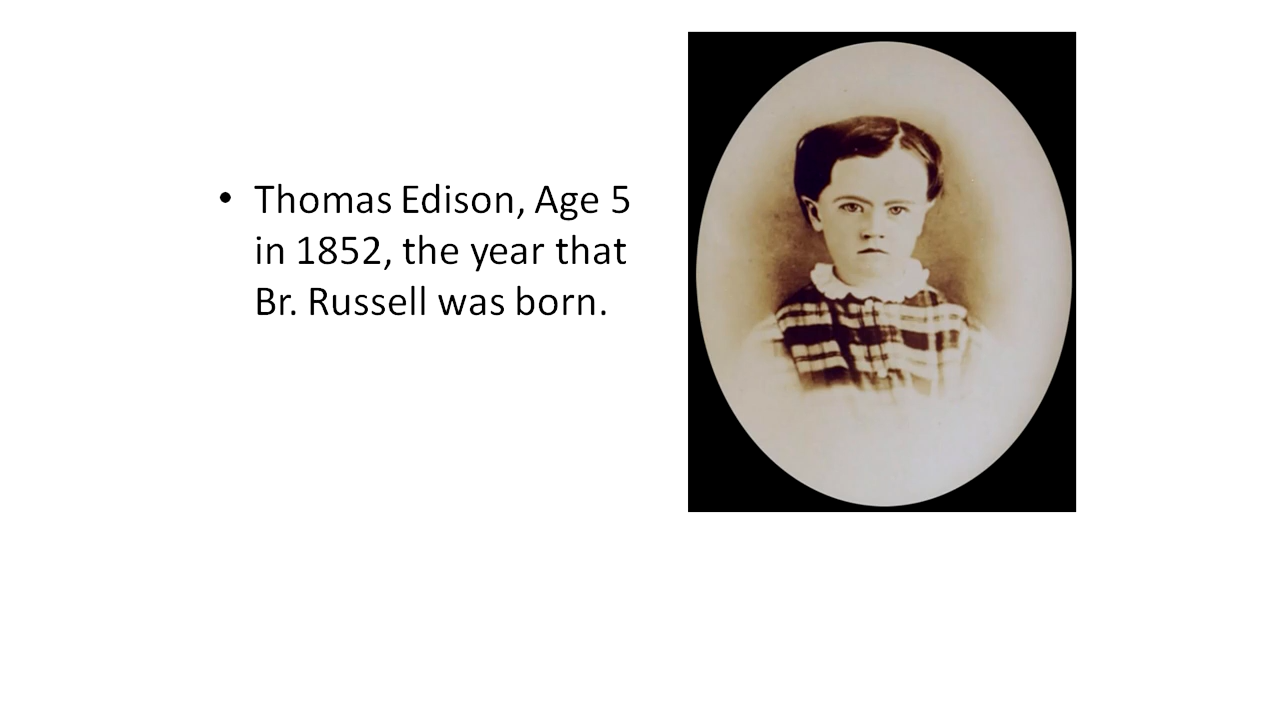 • Thomas Edison, Age 5
in 1852, the year that
Br. Russell was born.